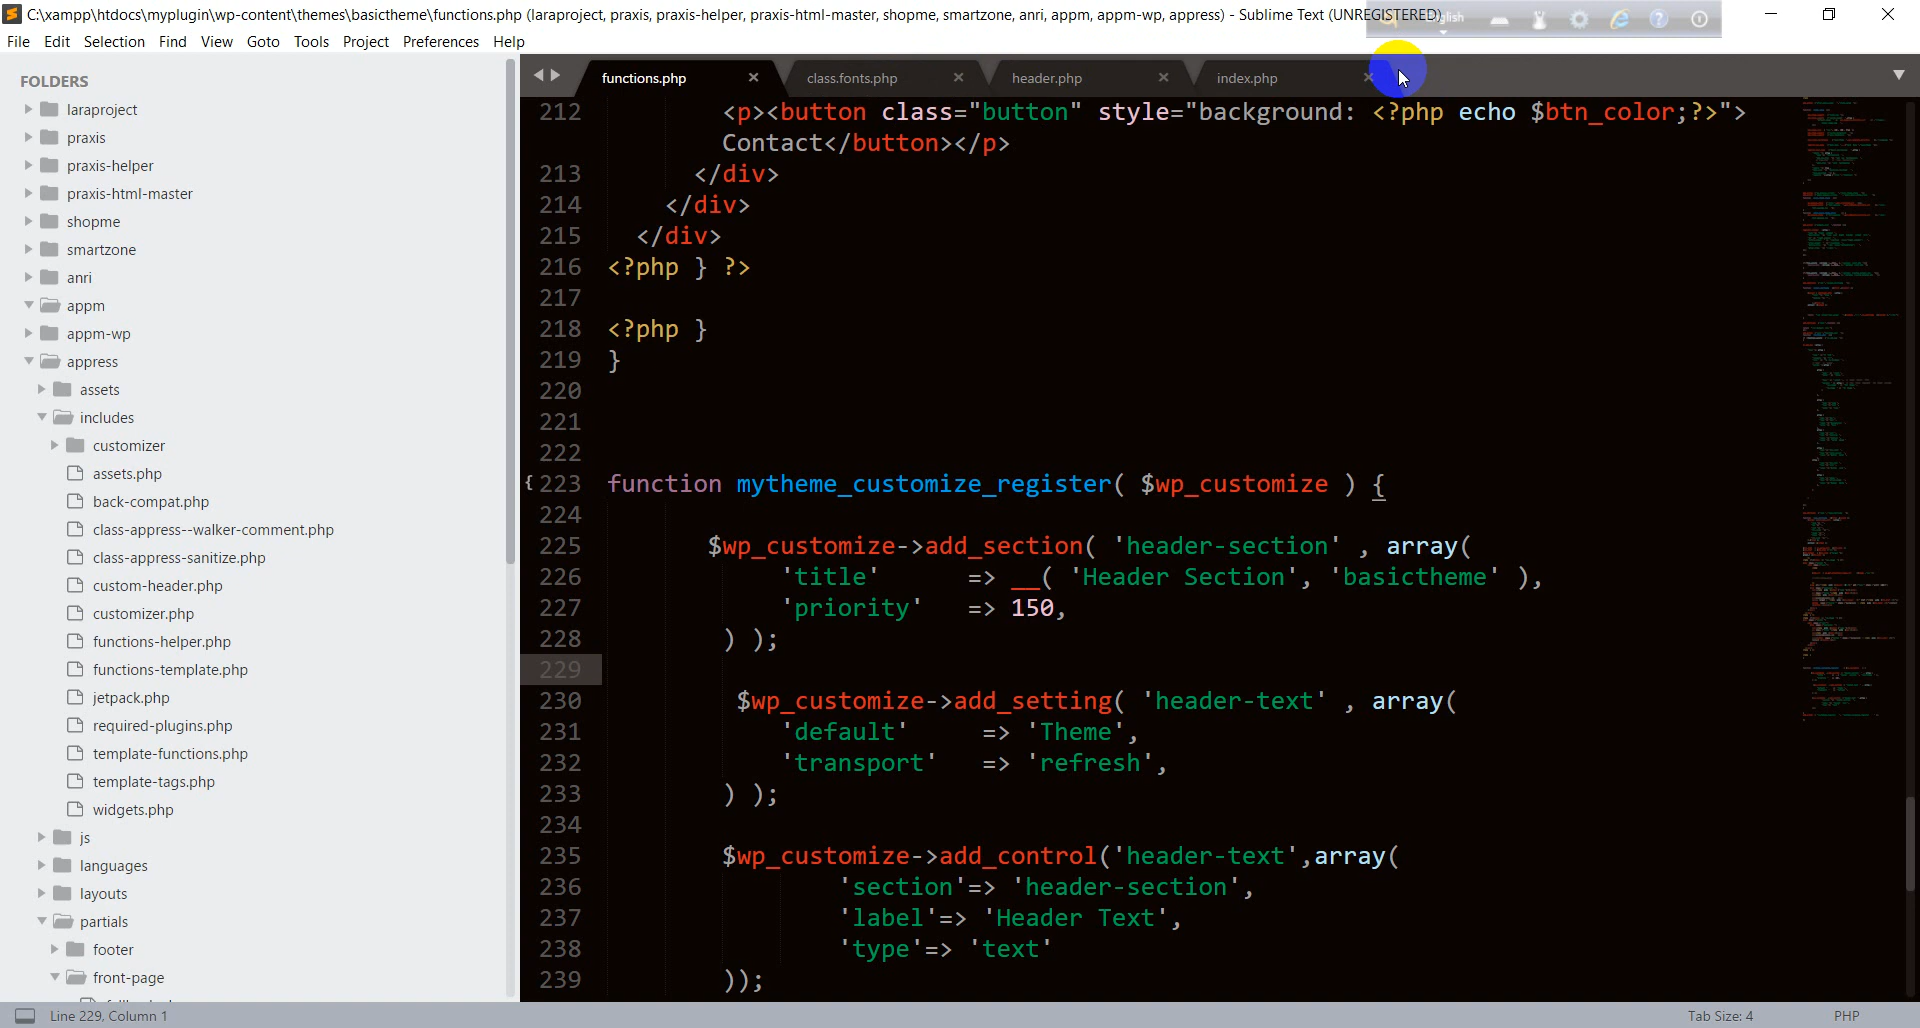 C:\xampp\htdocs\myplugin\wp-content\themes\basictheme\functions.php (laraproject, praxis, praxis-helper, praxis-html-master, shopme, smartzone, anri, appm, appm-wp, appress) - Sublime Text (UNREGISTERED)
File Edit Selection Find View Goto Tools Project Preferences Help
FOLDERS
laraproject
praxis
praxis-helper
praxis-html-master
shopme
smartzone
anri
appm
appm-wp
appress
assets
includes
customizer
assets.php
back-compat.php
class-appress--walker-comment.php
class-appress-sanitize.php
custom-header.php
customizer.php
functions-helper.php
functions-template.php
jetpack.php
required-plugins.php
template-functions.php
template-tags.php
widgets.php
js
languages
layouts
partials
footer
front-page
functions.php class.fonts.php header.php index.php
212 <p><button class="button" style="background: <?php echo $btn_color;?>">
Contact</button></p>
213 </div>
214 </div>
215 </div>
216 <?php } ?>
217
218 <?php }
219 }
220
221
222
223 function mytheme_customize_register( $wp_customize ) {
224
225 $wp_customize->add_section( 'header-section' , array(
226 'title' => __( 'Header Section', 'basictheme' ),
227 'priority' => 150,
228 ) );
229
230 $wp_customize->add_setting( 'header-text' , array(
231 'default' => 'Theme',
232 'transport' => 'refresh',
233 ) );
234
235 $wp_customize->add_control('header-text',array(
236 'section'=> 'header-section',
237 'label'=> 'Header Text',
238 'type'=> 'text'
239 ));
Line 229, Column 1 Tab Size: 4 PHP